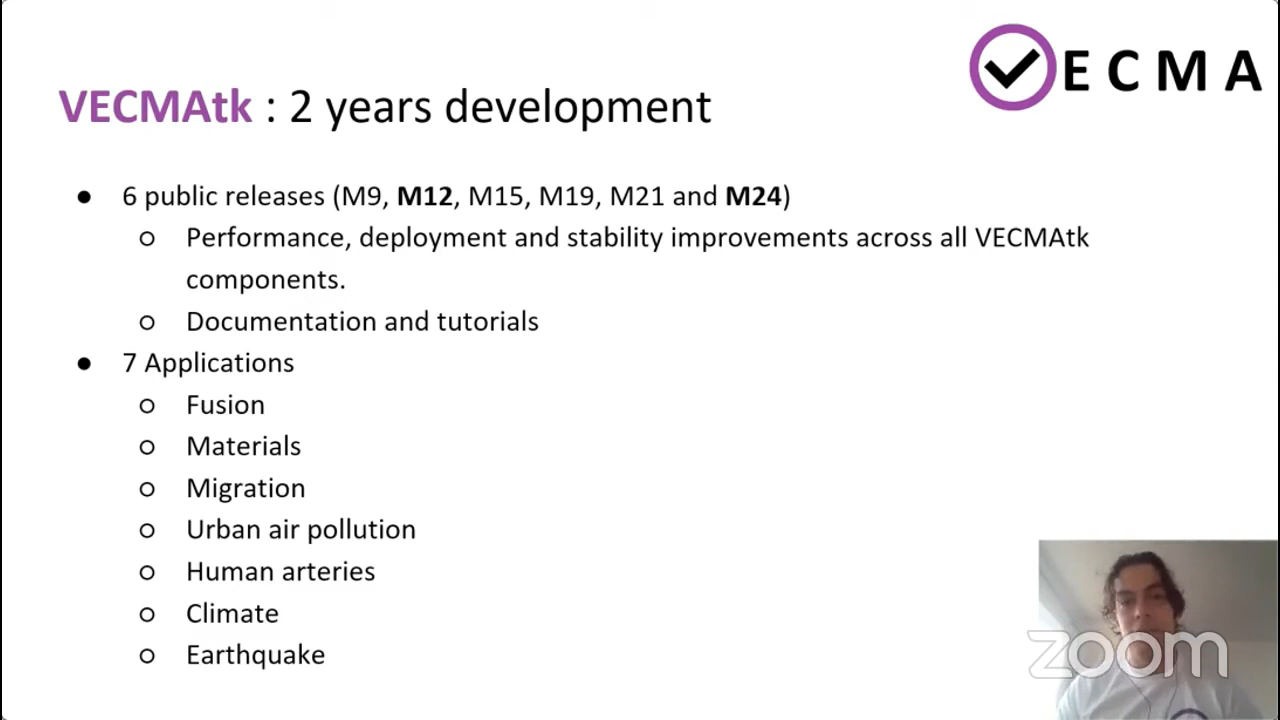 ECMA
VECMAtk : 2 years development
● 6 public releases (M9, M12, M15, M19, M21 and M24)
○ Performance, deployment and stability improvements across all VECMAtk
components.
○ Documentation and tutorials
● 7 Applications
○ Fusion
○ Materials
○ Migration
○ Urban air pollution
○ Human arteries
○ Climate
○ Earthquake
zoom